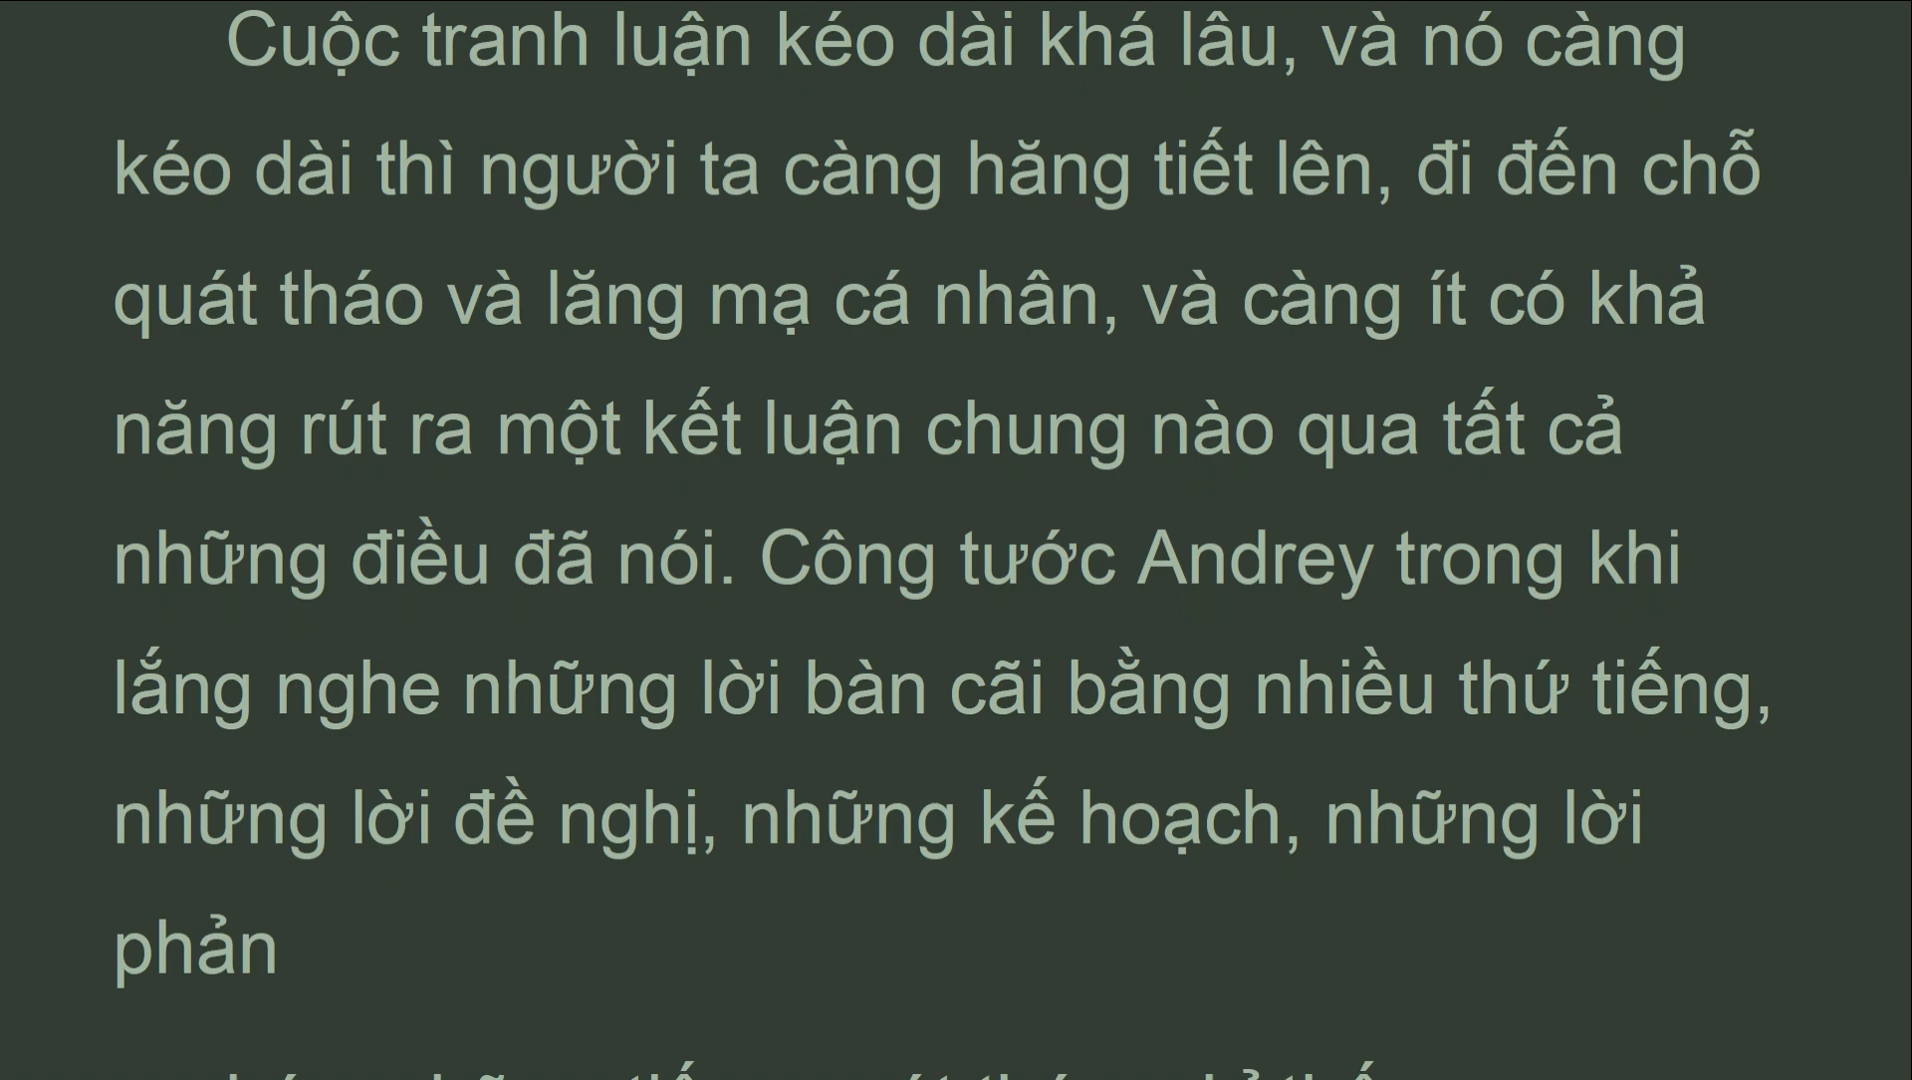 Cuộc tranh luận kéo dài khá lâu, và nó càng
kéo dài thì người ta càng hăng tiết lên, đi đến chỗ
quát tháo và lăng mạ cá nhân, và càng ít có khả
năng rút ra một kết luận chung nào qua tất cả
những điều đã nói. Công tước Andrey trong khi
lắng nghe những lời bàn cãi bằng nhiều thứ tiếng,
những lời đề nghị, những kế hoạch, những lời
phản